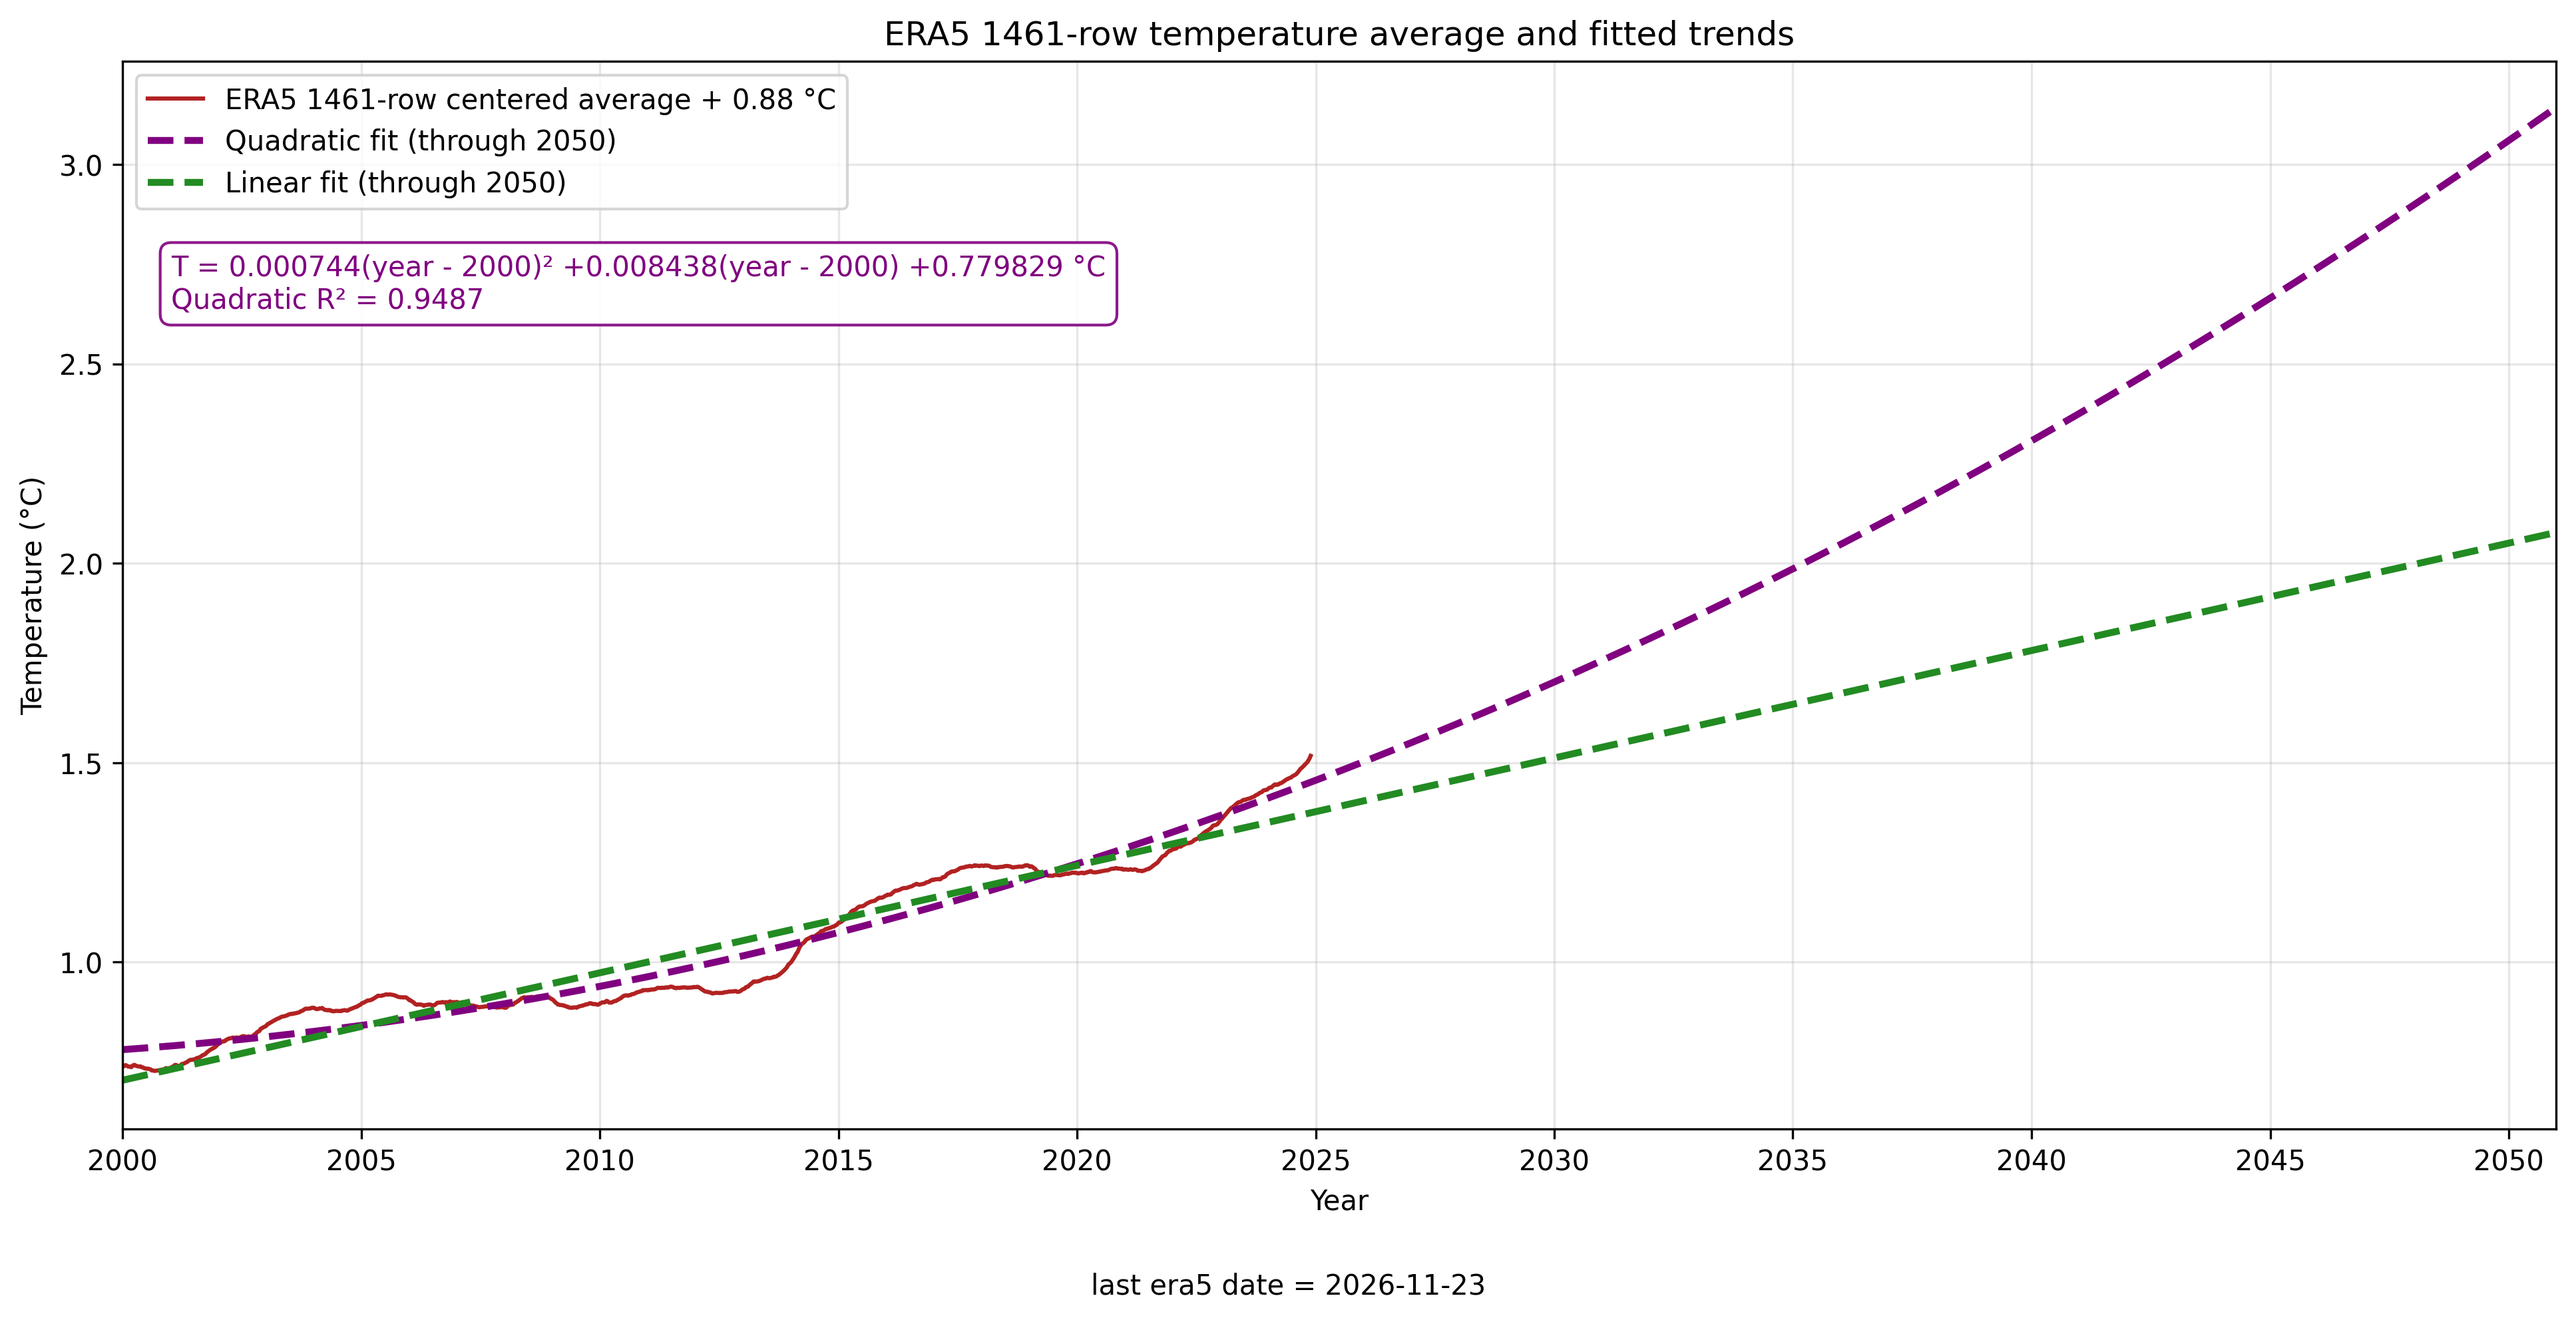 ERA5 1461-row temperature average and fitted trends
ERA5 1461-row centered average + 0.88 °C
Quadratic fit (through 2050)
Linear fit (through 2050)
T = 0.000744(year - 2000)² +0.008438(year - 2000) +0.779829 °C
Quadratic R² = 0.9487
Temperature (°C)
3.0
2.5
2.0
1.5
1.0
2000 2005 2010 2015 2020 2025 2030 2035 2040 2045 2050
Year
last era5 date = 2026-11-23